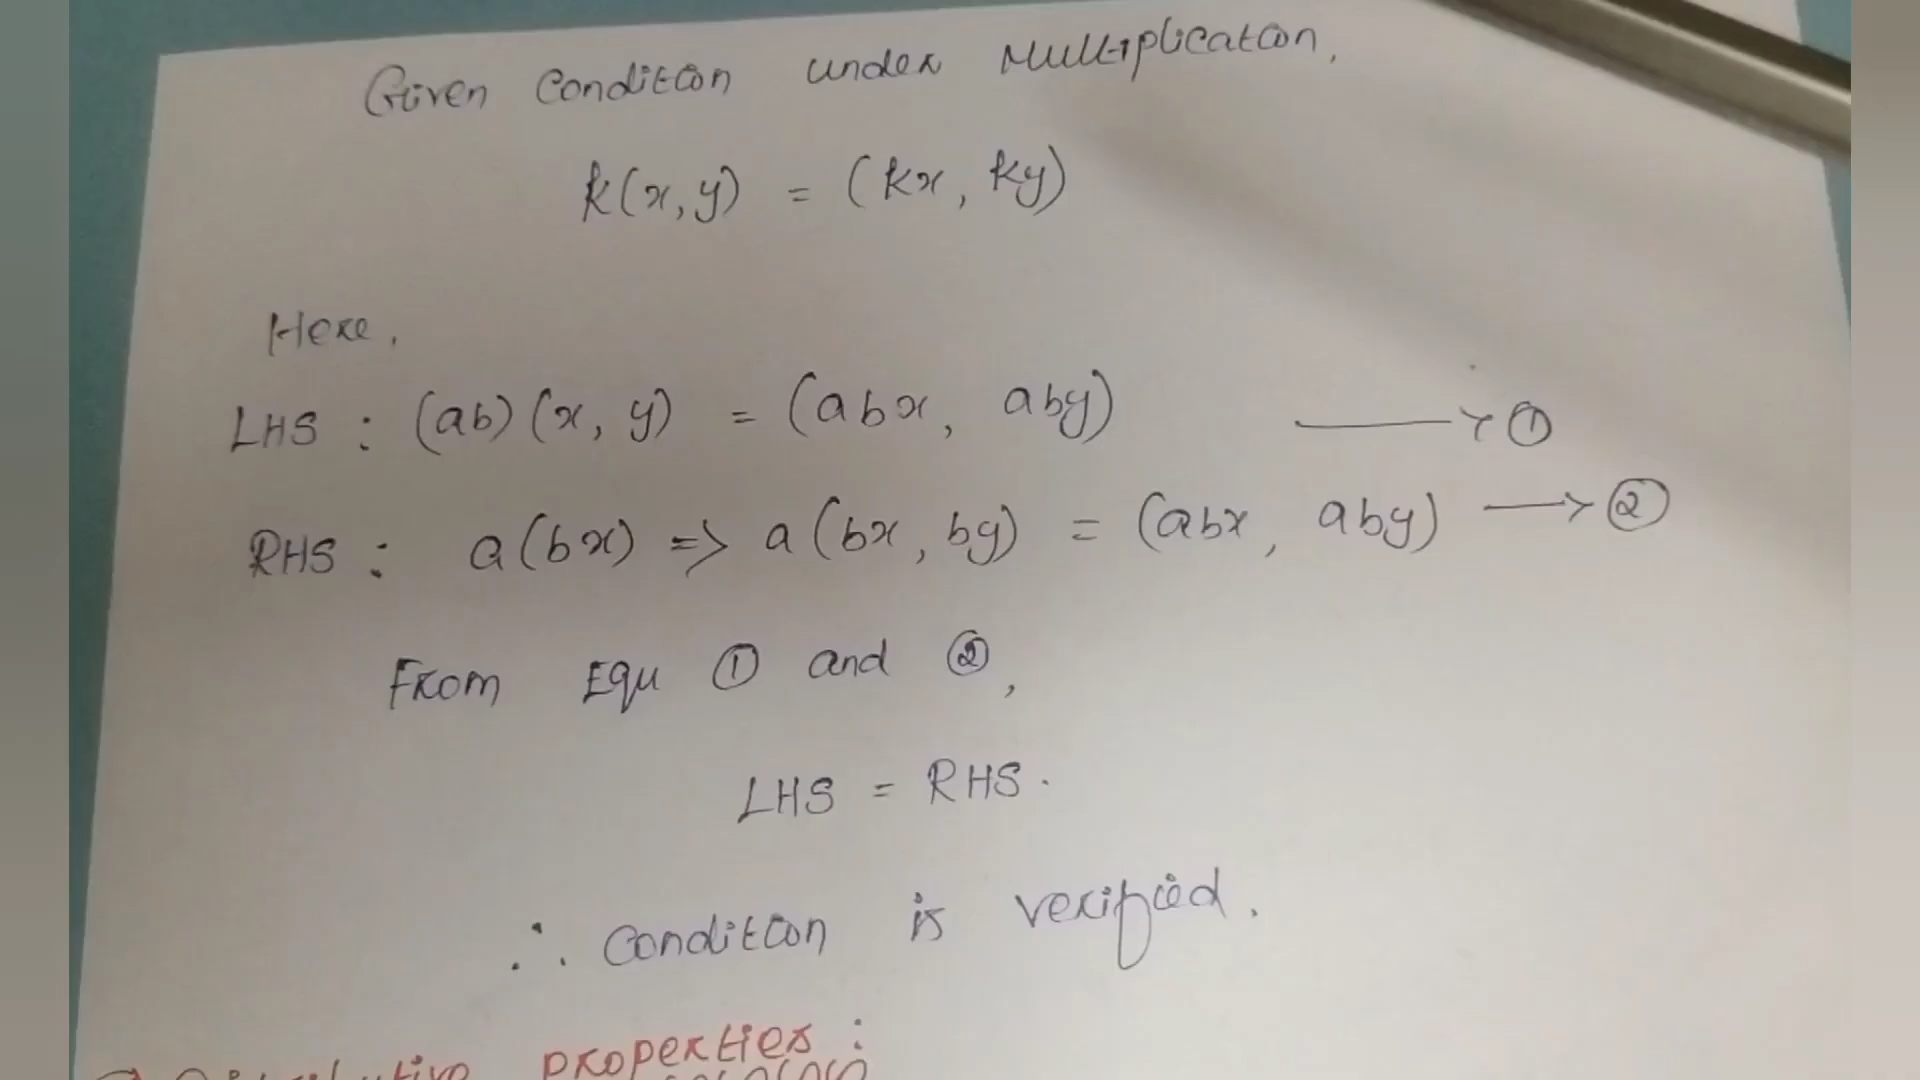 Given Condition under Multiplication,
k(x, y) = (kx, ky)
Here,
LHS : (ab)(x, y) = (abx, aby) → ①
RHS : a(bx) => a(bx, by) = (abx, aby) → ②
From Equ ① and ②,
LHS = RHS.
∴ Condition is verified.
properties :